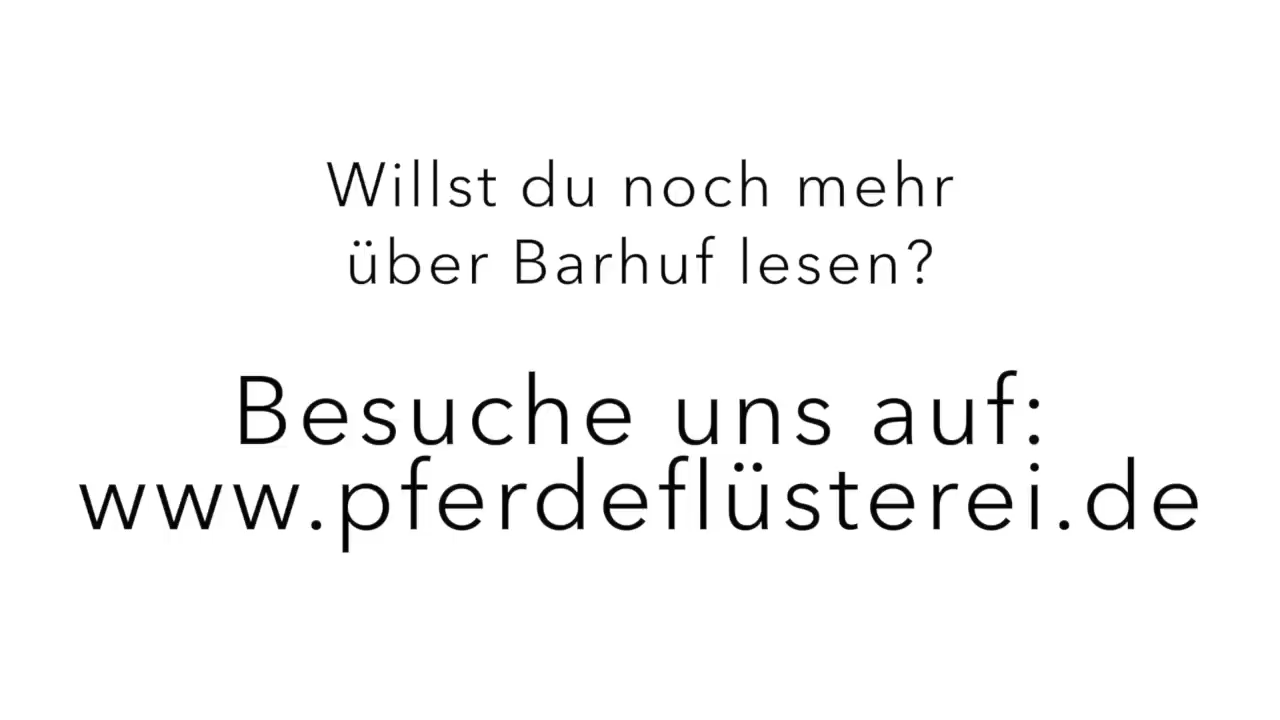 Willst du noch mehr
über Barhuf lesen?
Besuche uns auf:
www.pferdeflüsterei.de